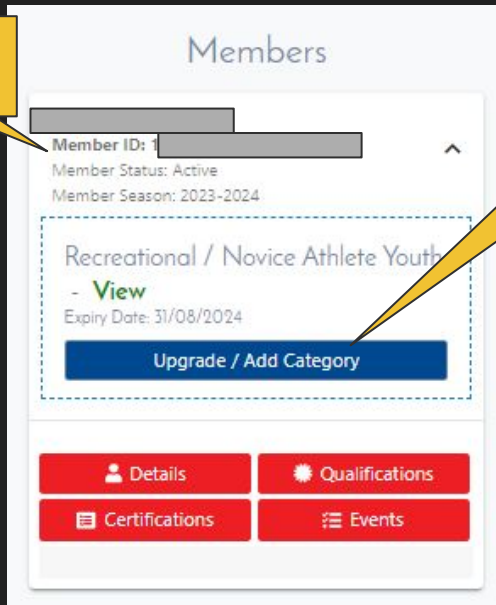 Members
Member ID: 1
Member Status: Active
Member Season: 2023-2024
Recreational / Novice Athlete Youth
- View
Expiry Date: 31/08/2024
Upgrade / Add Category
Details
Qualifications
Certifications
Events